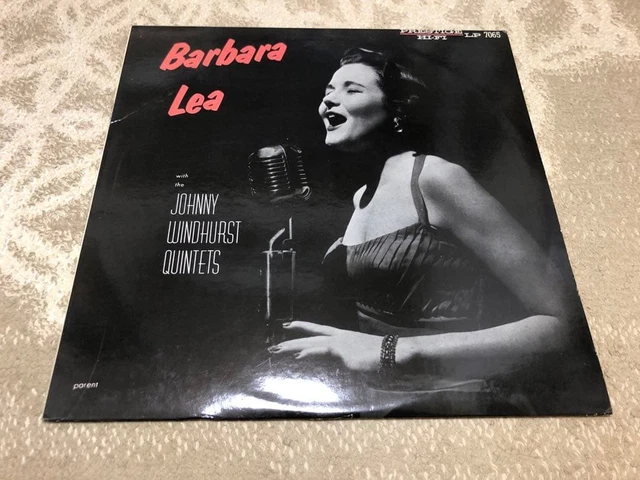 PRESTIGE
HI-FI LP 7065
Barbara
Lea
with
the
JOHNNY
WINDHURST
QUINTETS
parent